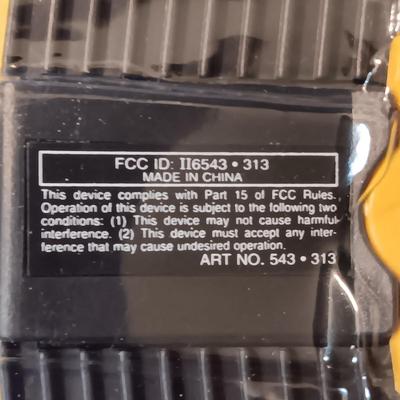 FCC ID: II6543 • 313
MADE IN CHINA
This device complies with Part 15 of FCC Rules.
Operation of this device is subject to the following two
conditions: (1) This device may not cause harmful
interference. (2) This device must accept any inter-
ference that may cause undesired operation.
ART NO. 543 • 313